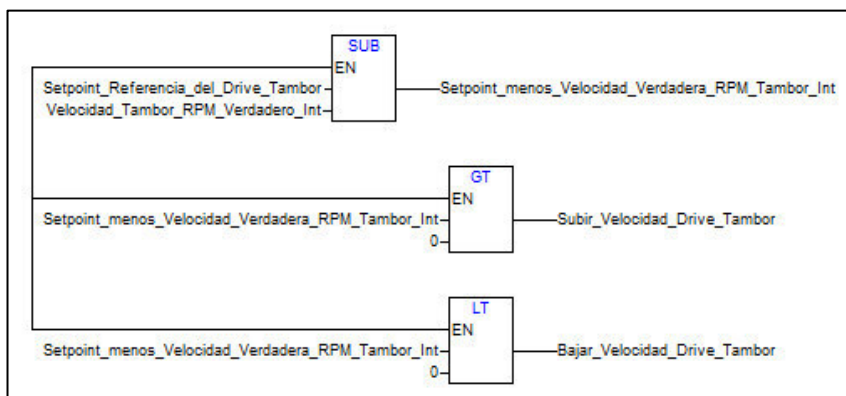 SUB
EN
Setpoint_Referencia_del_Drive_Tambor
Setpoint_menos_Velocidad_Verdadera_RPM_Tambor_Int
Velocidad_Tambor_RPM_Verdadero_Int
GT
EN
Setpoint_menos_Velocidad_Verdadera_RPM_Tambor_Int
Subir_Velocidad_Drive_Tambor
0
LT
EN
Setpoint_menos_Velocidad_Verdadera_RPM_Tambor_Int
Bajar_Velocidad_Drive_Tambor
0